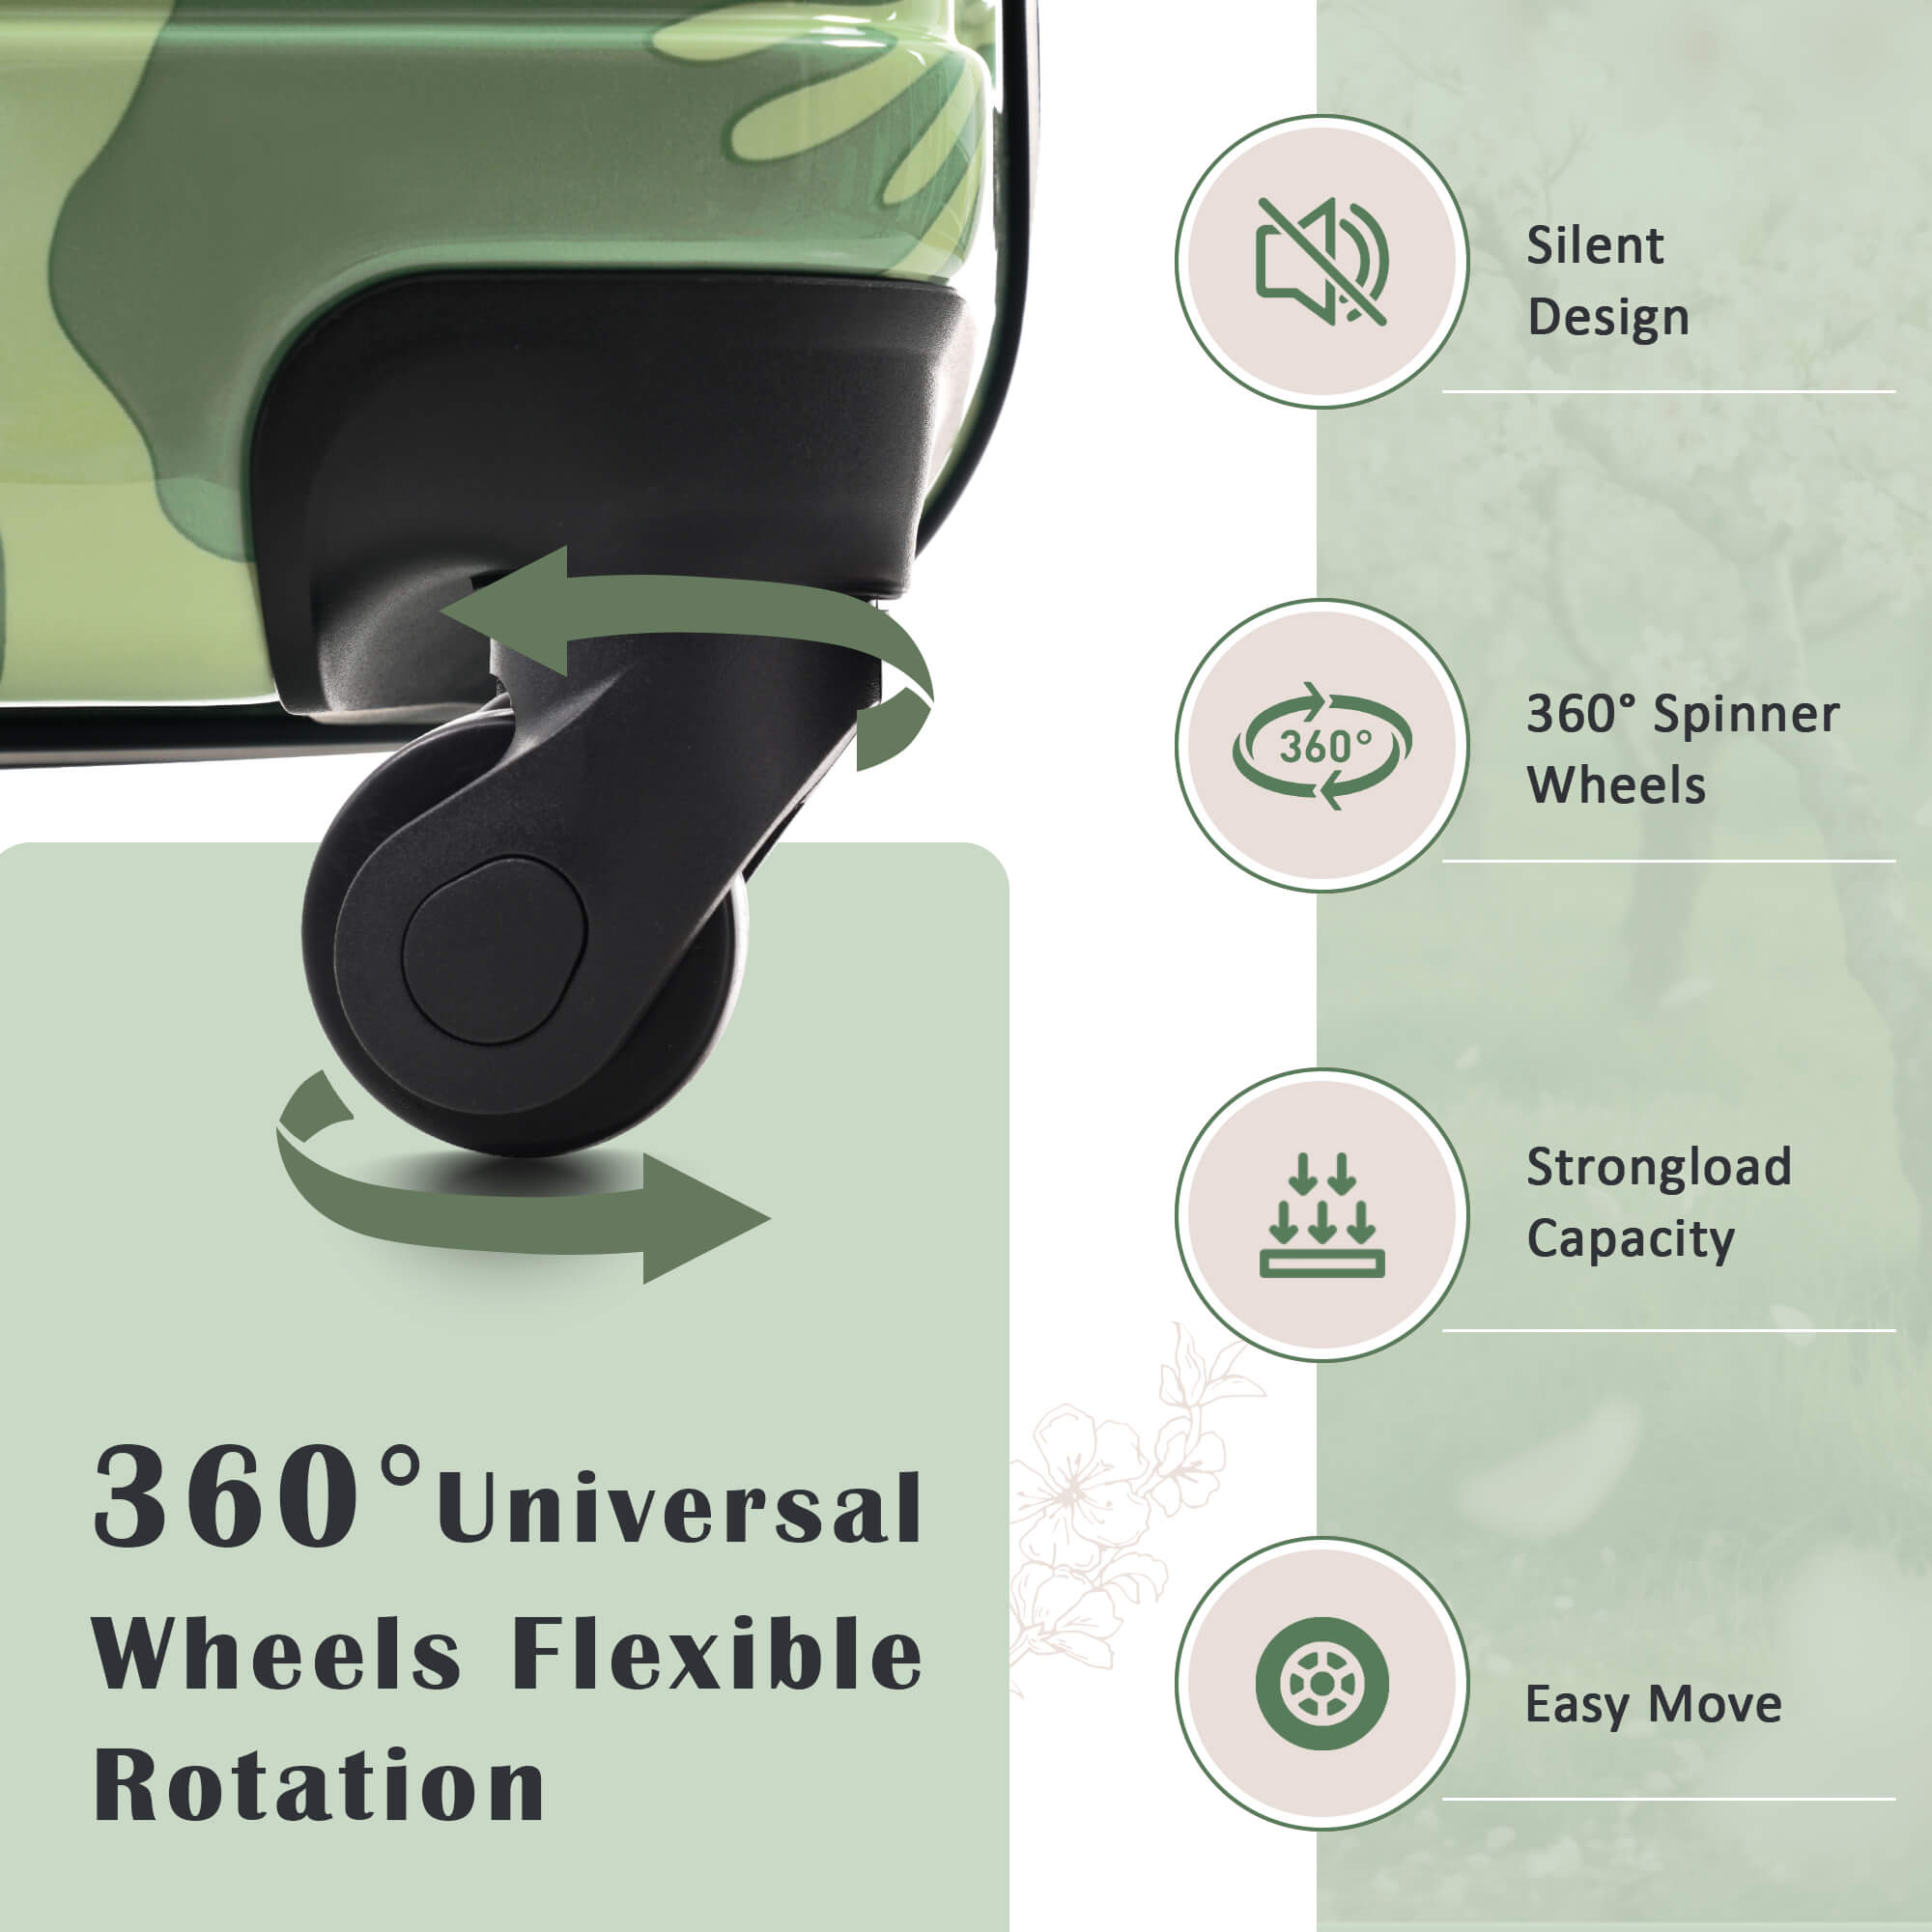 360° Universal
Wheels Flexible
Rotation
Silent
Design
360°
360° Spinner
Wheels
Strongload
Capacity
Easy Move